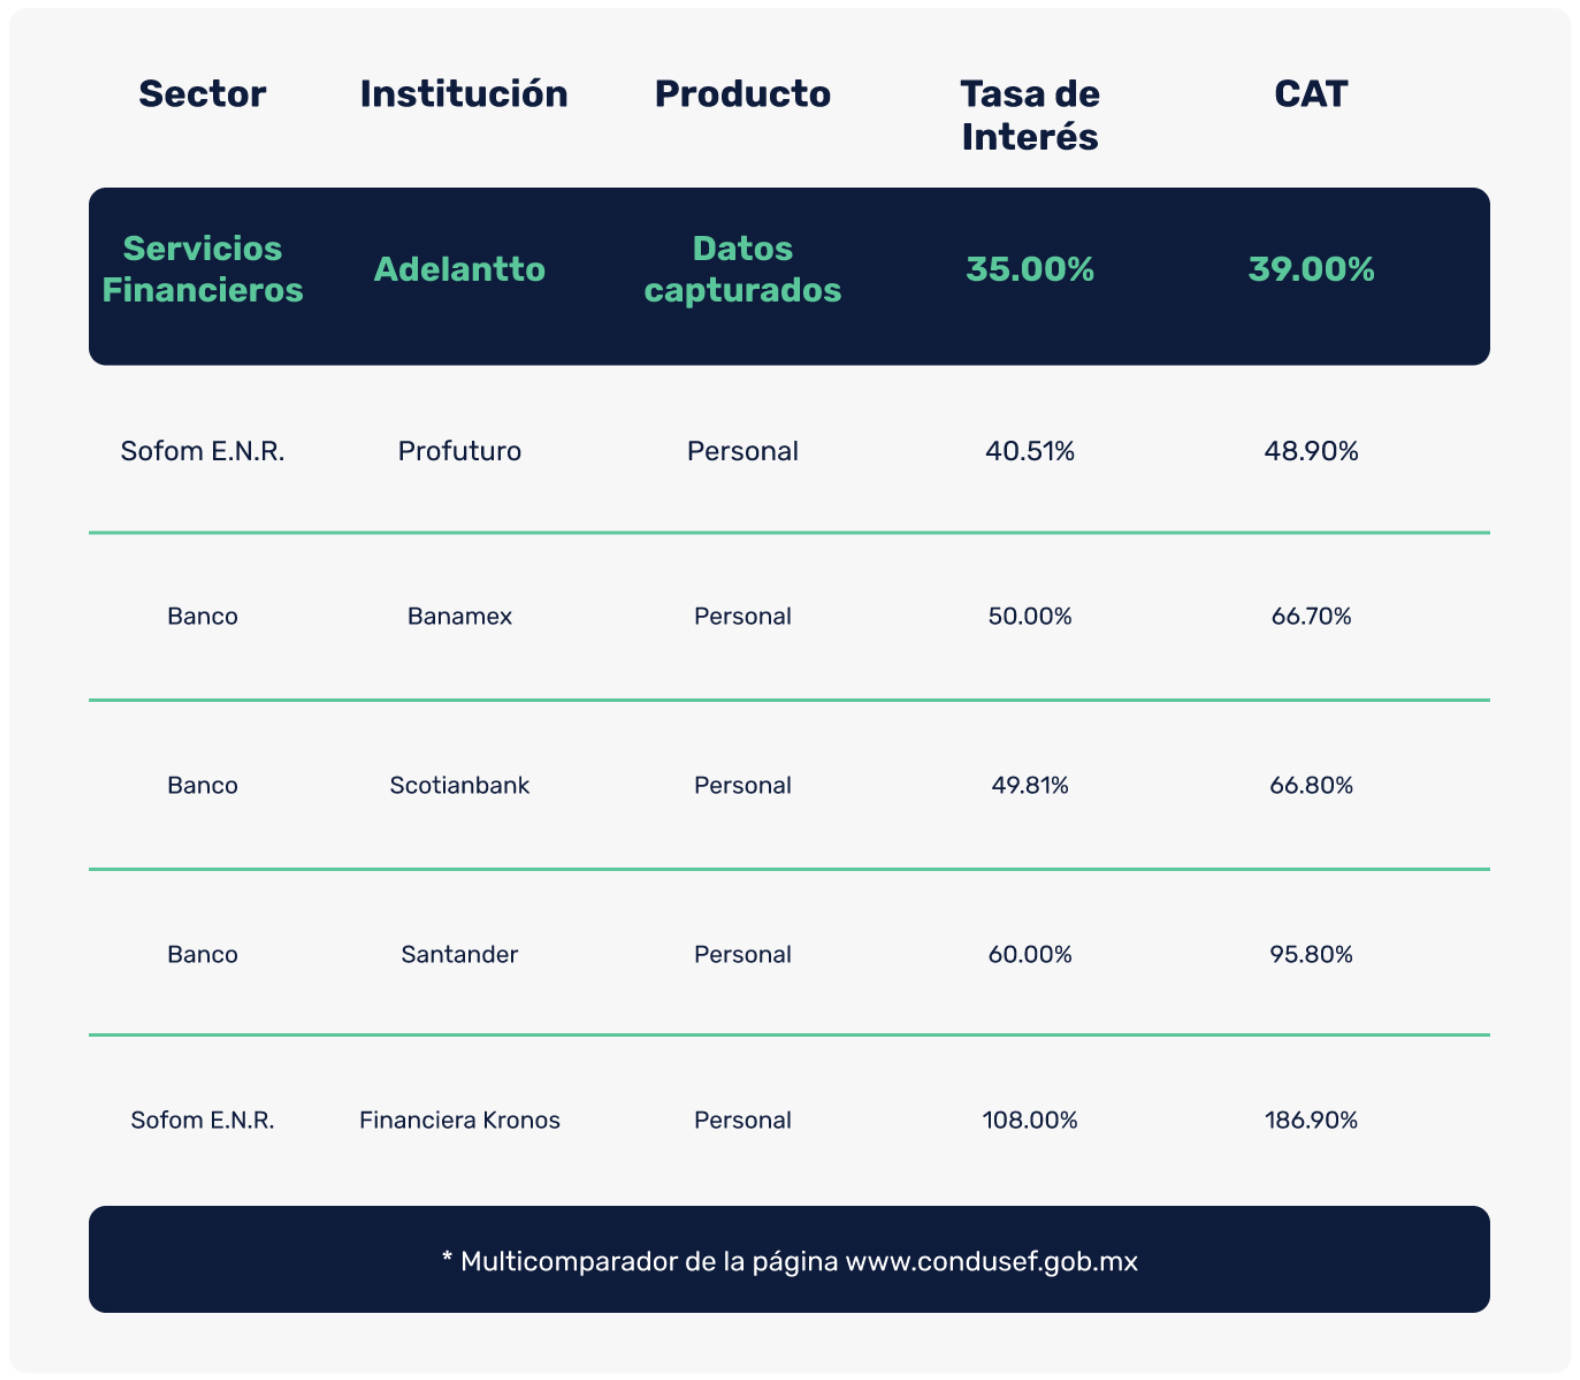 Sector Institución Producto Tasa de Interés CAT
Servicios Financieros Adelantto Datos capturados 35.00% 39.00%
Sofom E.N.R. Profuturo Personal 40.51% 48.90%
Banco Banamex Personal 50.00% 66.70%
Banco Scotianbank Personal 49.81% 66.80%
Banco Santander Personal 60.00% 95.80%
Sofom E.N.R. Financiera Kronos Personal 108.00% 186.90%
* Multicomparador de la página www.condusef.gob.mx